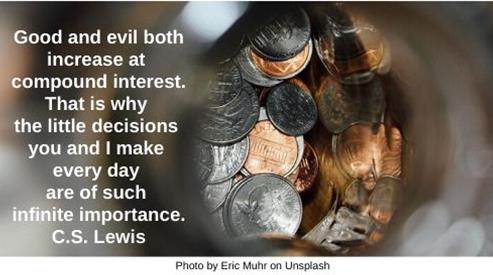 Good and evil both
increase at
compound interest.
That is why
the little decisions
you and I make
every day
are of such
infinite importance.
C.S. Lewis
Photo by Eric Muhr on Unsplash